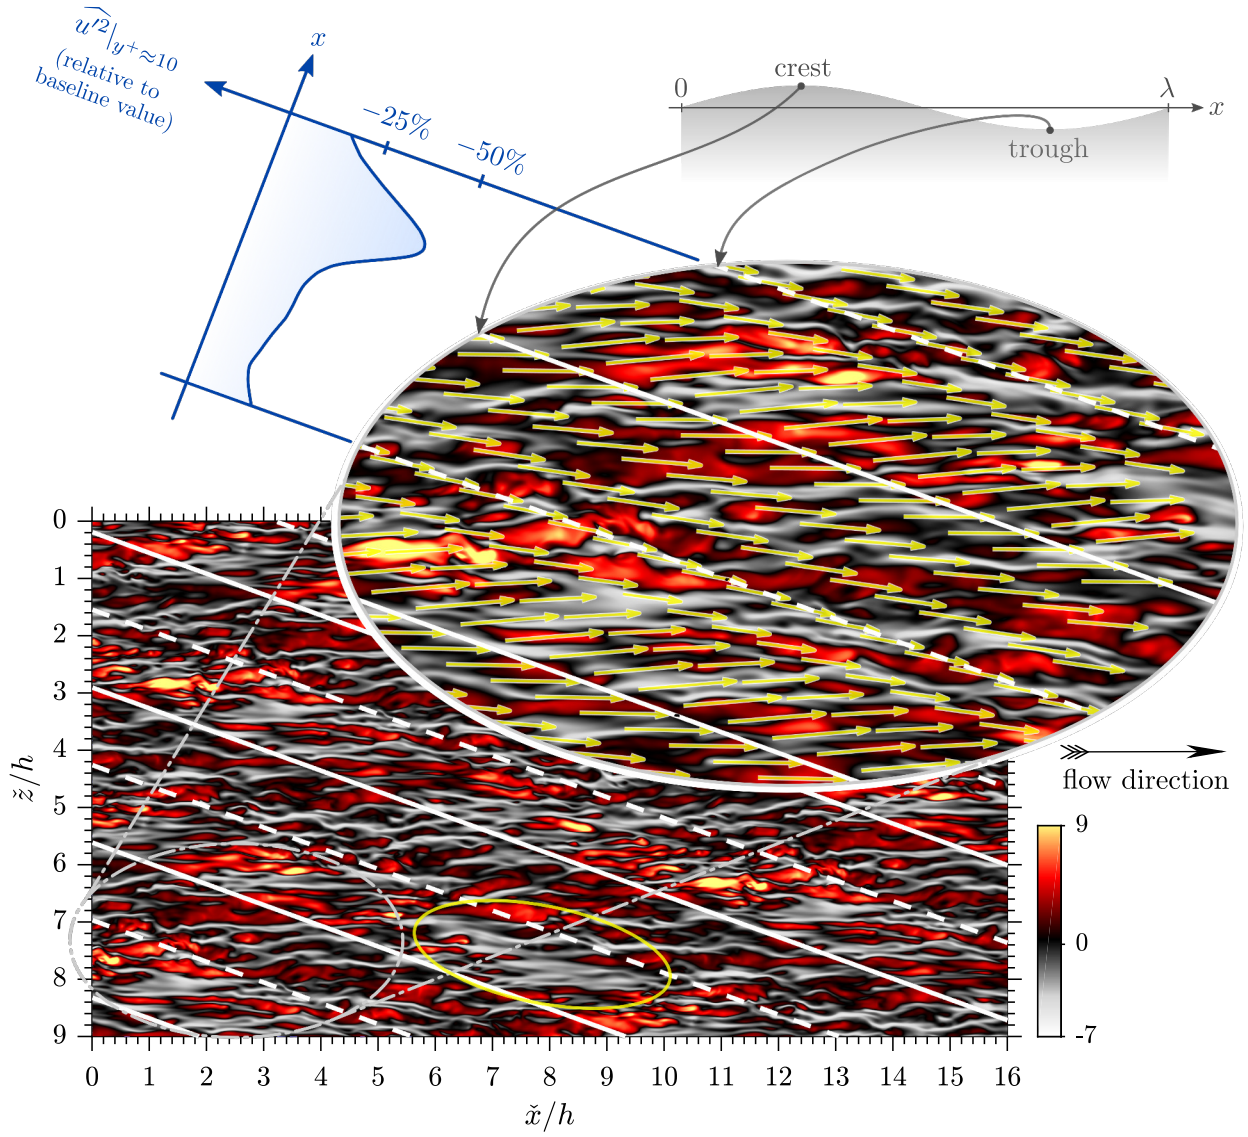 u′²|y⁺≈10
(relative to
baseline value)
x
−25%
−50%
crest
0
λ
x
trough
0
1
2
3
4
5
6
7
8
9
ž/h
0 1 2 3 4 5 6 7 8 9 10 11 12 13 14 15 16
x̌/h
flow direction
9
0
-7